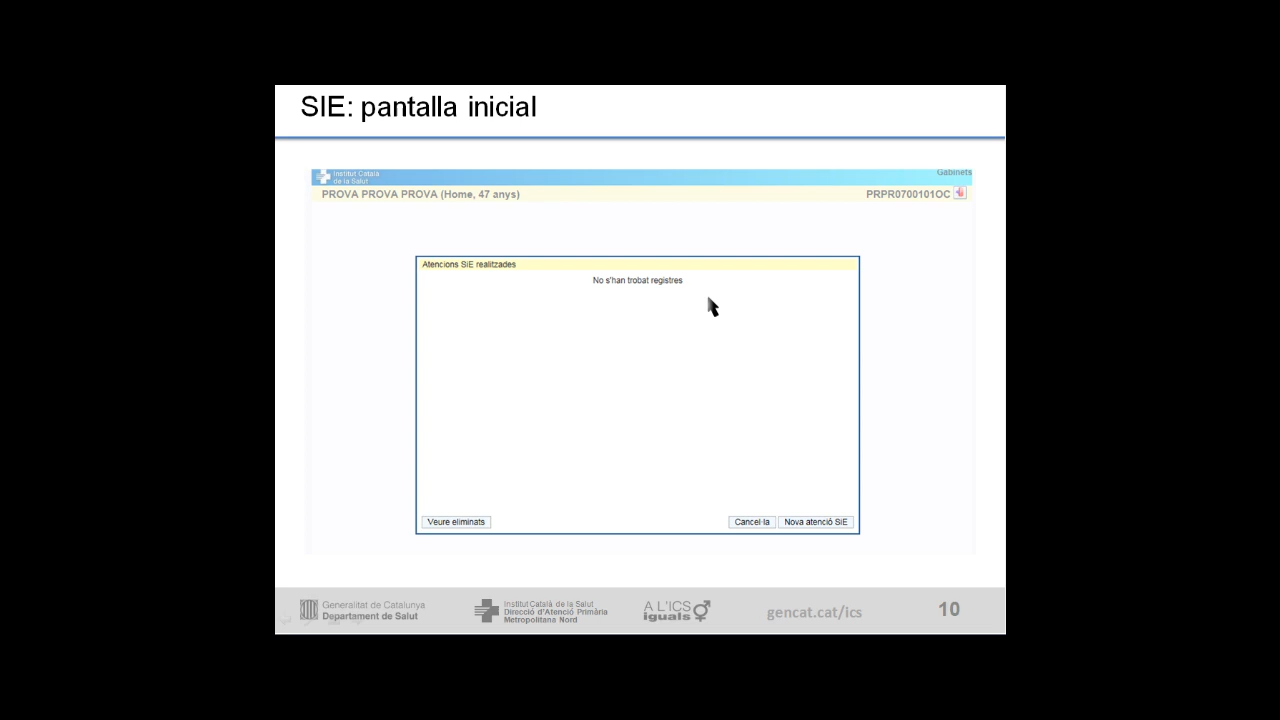 SIE: pantalla inicial
Institut Català
de la Salut
Gabinets
PROVA PROVA PROVA (Home, 47 anys)
PRPR0700101OC
Atencions SiE realitzades
No s'han trobat registres
Veure eliminats
Cancel·la
Nova atenció SiE
Generalitat de Catalunya
Departament de Salut
Institut Català de la Salut
Direcció d'Atenció Primària
Metropolitana Nord
A L'ICS
iguals
gencat.cat/ics
10